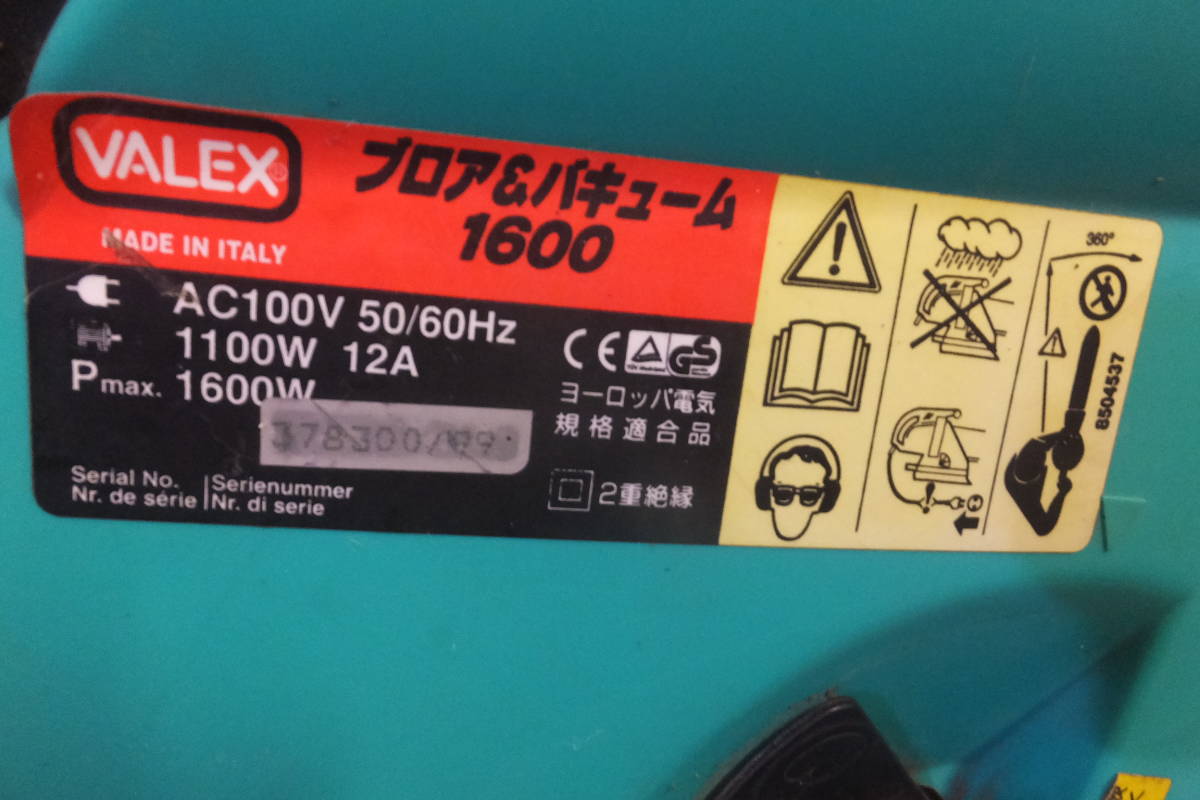 VALEX®
MADE IN ITALY
ブロア&バキューム
1600
AC100V 50/60Hz
1100W 12A
Pmax. 1600W
CE
GS
ヨーロッパ電気
規格適合品
Serial No.
Nr. de série
Serienummer
Nr. di serie
2重絶縁
360°
8504537